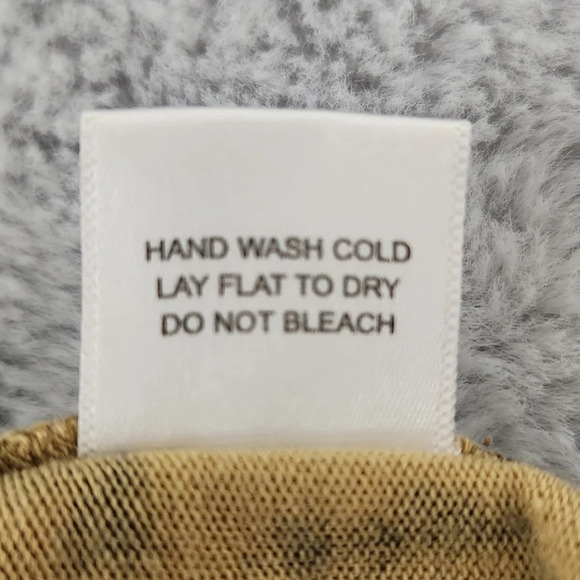 HAND WASH COLD
LAY FLAT TO DRY
DO NOT BLEACH